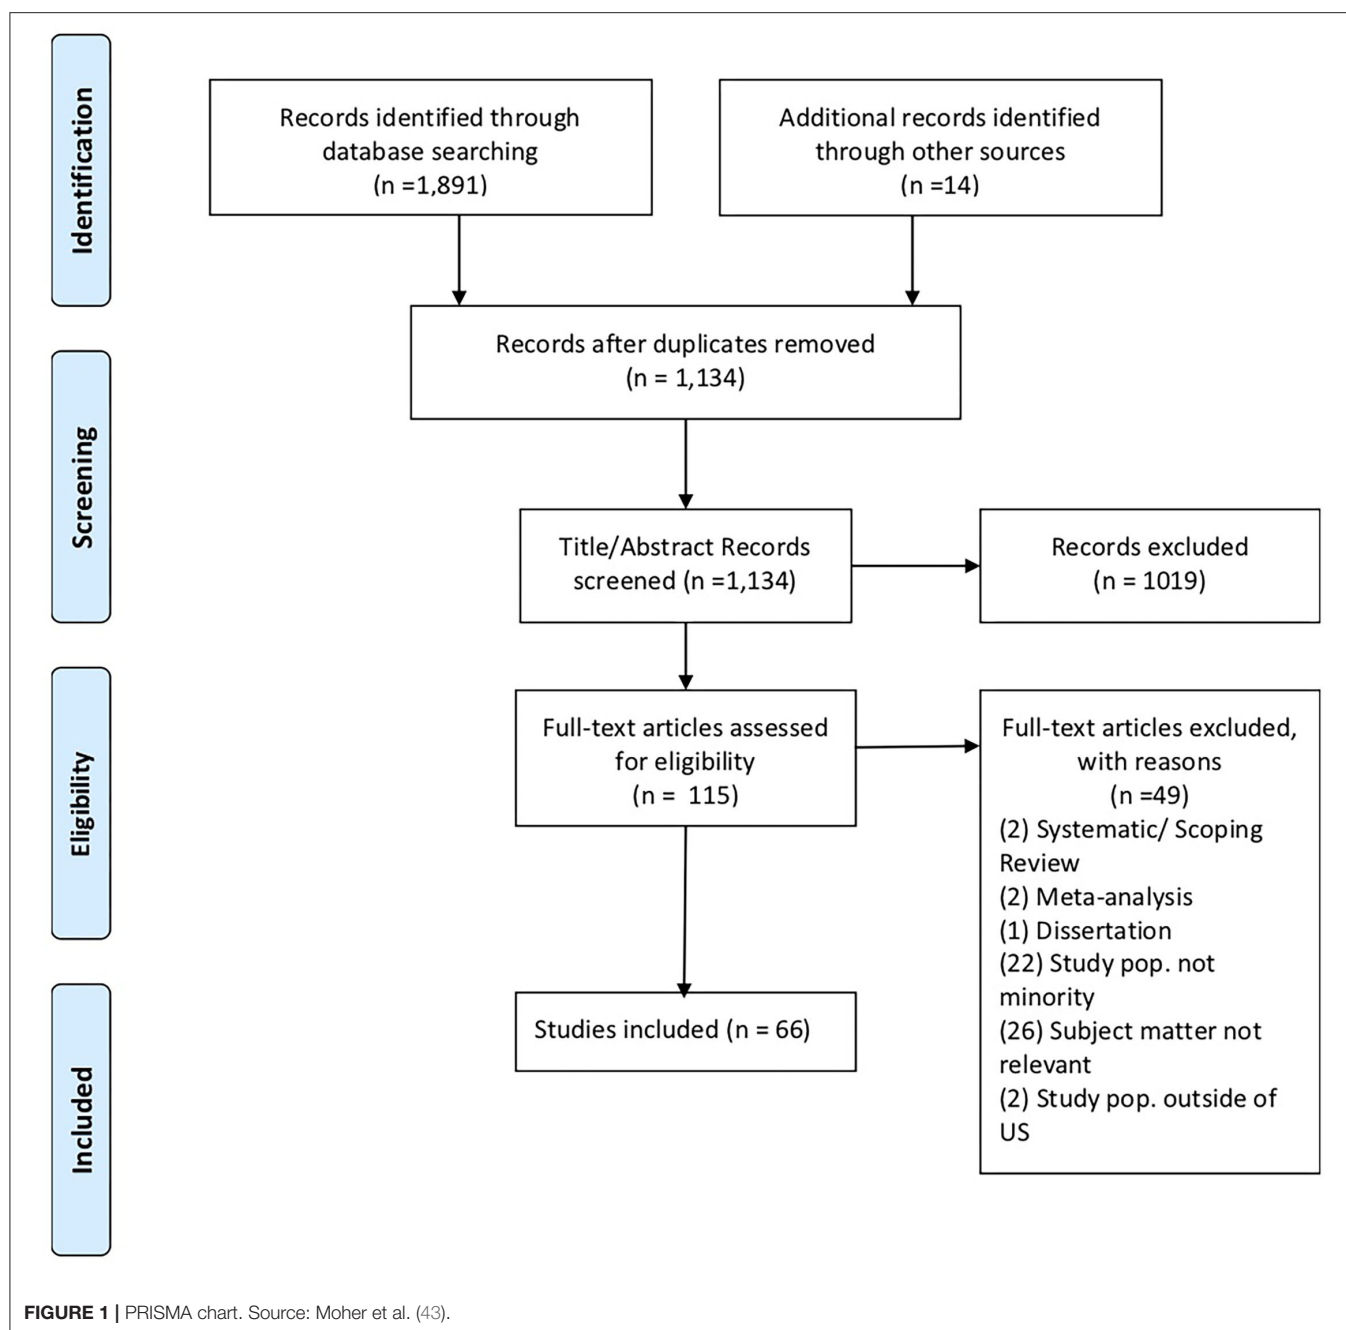 Identification
Records identified through
database searching
(n =1,891)
Additional records identified
through other sources
(n =14)
Records after duplicates removed
(n = 1,134)
Screening
Title/Abstract Records
screened (n =1,134)
Records excluded
(n = 1019)
Eligibility
Full-text articles assessed
for eligibility
(n = 115)
Full-text articles excluded,
with reasons
(n =49)
(2) Systematic/ Scoping
Review
(2) Meta-analysis
(1) Dissertation
(22) Study pop. not
minority
(26) Subject matter not
relevant
(2) Study pop. outside of
US
Included
Studies included (n = 66)
FIGURE 1 | PRISMA chart. Source: Moher et al. (43).